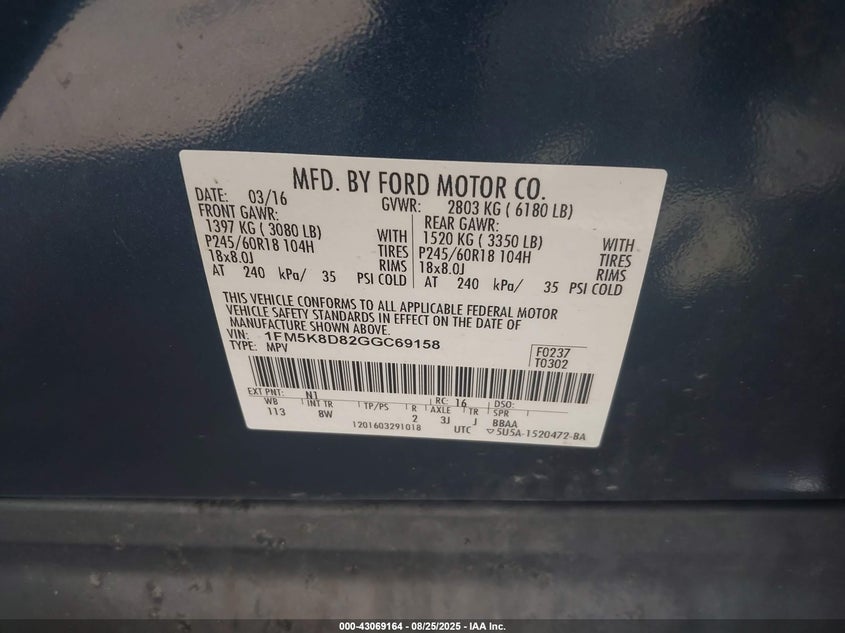 MFD. BY FORD MOTOR CO.
DATE: 03/16 GVWR: 2803 KG ( 6180 LB)
FRONT GAWR: REAR GAWR:
1397 KG ( 3080 LB) WITH 1520 KG ( 3350 LB) WITH
P245/60R18 104H TIRES P245/60R18 104H TIRES
18x8.0J RIMS 18x8.0J RIMS
AT 240 kPa/ 35 PSI COLD AT 240 kPa/ 35 PSI COLD
THIS VEHICLE CONFORMS TO ALL APPLICABLE FEDERAL MOTOR
VEHICLE SAFETY STANDARDS IN EFFECT ON THE DATE OF
MANUFACTURE SHOWN ABOVE.
VIN: 1FM5K8D82GGC69158
TYPE: MPV
F0237
T0302
EXT PNT: N1 RC: 16 DSO:
WB INT TR TP/PS R AXLE TR SPR
113 BW 2 3J J BBAA
1201603291018 UTC ▽5U5A-1520472-BA
000-43069164 - 08/25/2025 - IAA Inc.